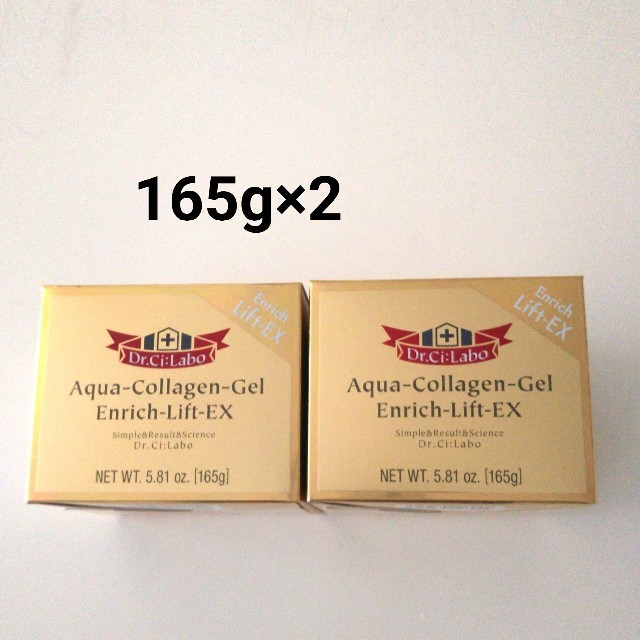 165g×2
Enrich
Lift-EX
Dr.Ci:Labo
Aqua-Collagen-Gel
Enrich-Lift-EX
Simple&Result&Science
Dr.Ci:Labo
NET WT. 5.81 oz. [165g]
Enrich
Lift-EX
Dr.Ci:Labo
Aqua-Collagen-Gel
Enrich-Lift-EX
Simple&Result&Science
Dr.Ci:Labo
NET WT. 5.81 oz. [165g]